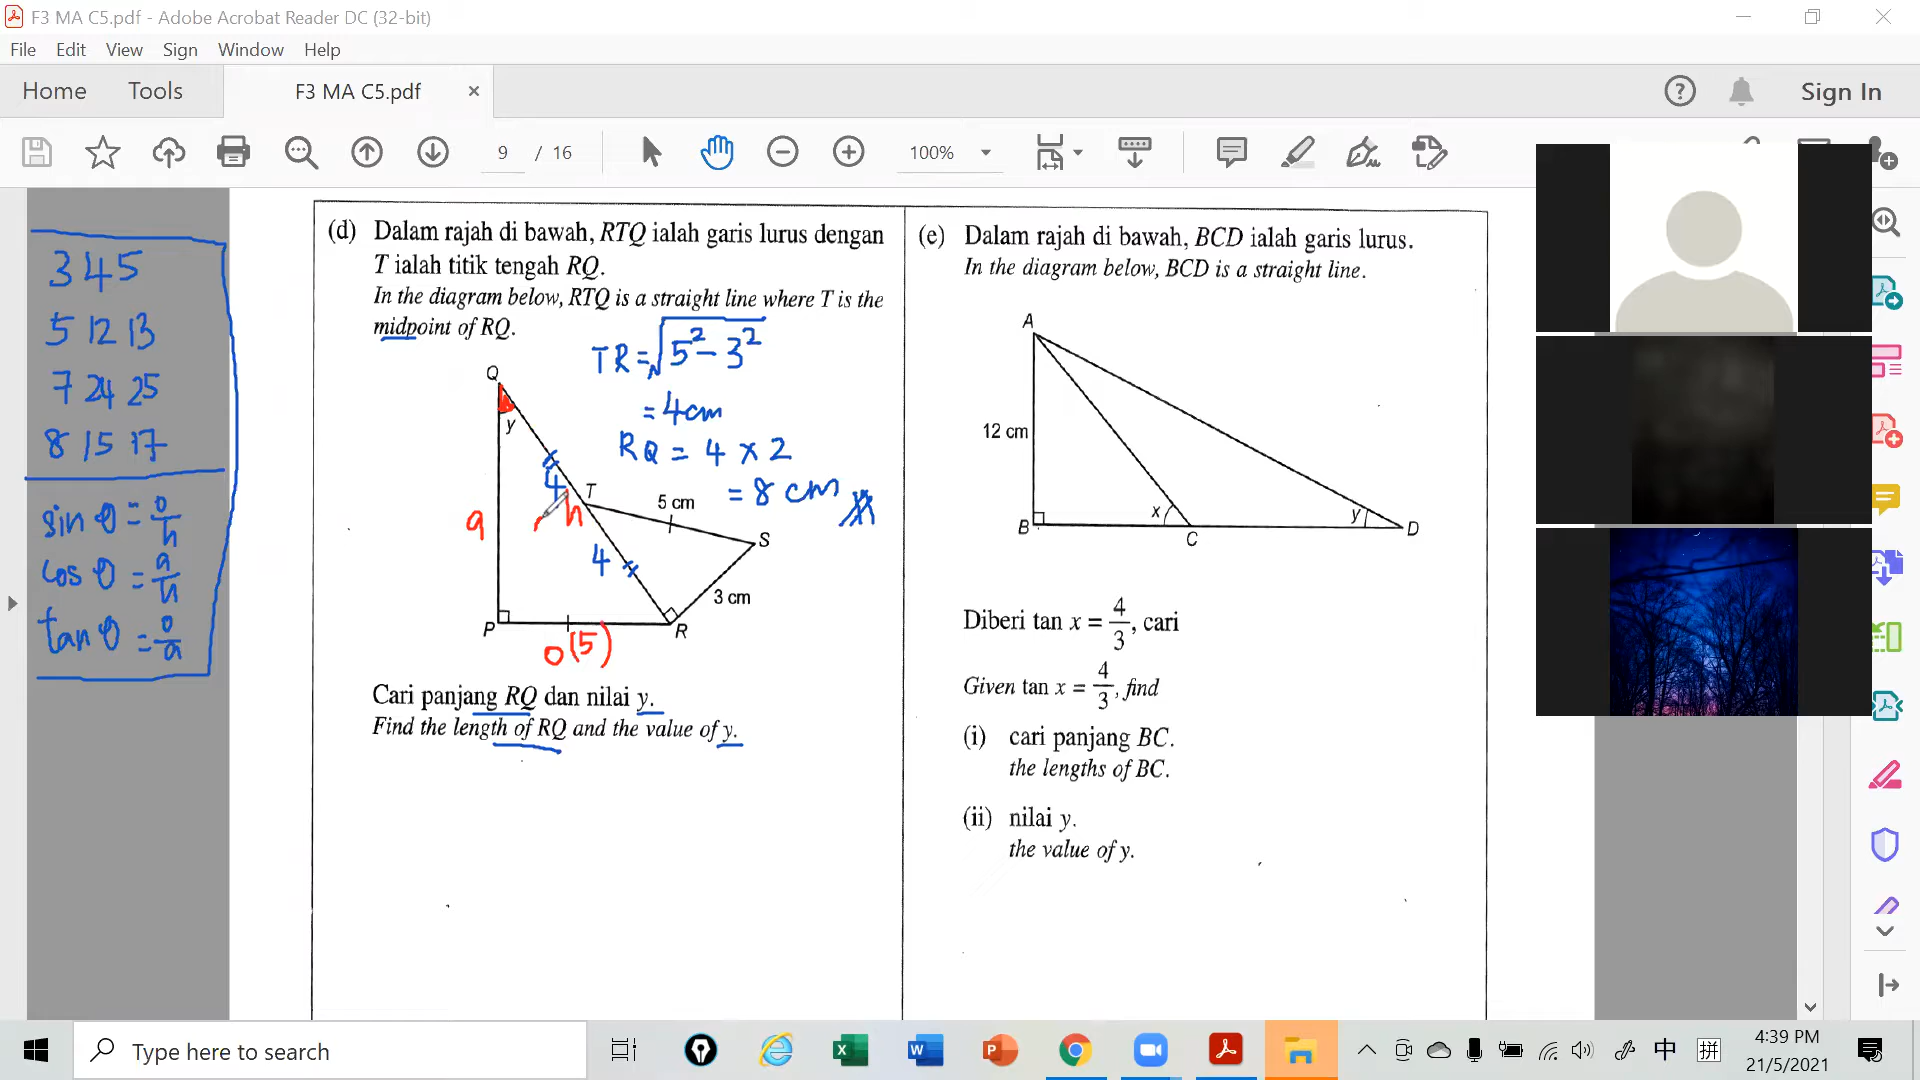 F3 MA C5.pdf - Adobe Acrobat Reader DC (32-bit)
File Edit View Sign Window Help
Home Tools F3 MA C5.pdf × Sign In
9 / 16 100%
3 4 5
5 12 13
7 24 25
8 15 17
sin θ = o/h
cos θ = a/h
tan θ = o/a
(d) Dalam rajah di bawah, RTQ ialah garis lurus dengan
T ialah titik tengah RQ.
In the diagram below, RTQ is a straight line where T is the
midpoint of RQ.
TR = √5² - 3²
= 4cm
RQ = 4 × 2
= 8 cm
Q
y
4
h
T
5 cm
a
S
4
3 cm
P
R
o(5)
Cari panjang RQ dan nilai y.
Find the length of RQ and the value of y.
(e) Dalam rajah di bawah, BCD ialah garis lurus.
In the diagram below, BCD is a straight line.
A
12 cm
x
y
B
C
D
Diberi tan x = 4/3, cari
Given tan x = 4/3, find
(i) cari panjang BC.
the lengths of BC.
(ii) nilai y.
the value of y.
Type here to search
中 拼
4:39 PM
21/5/2021